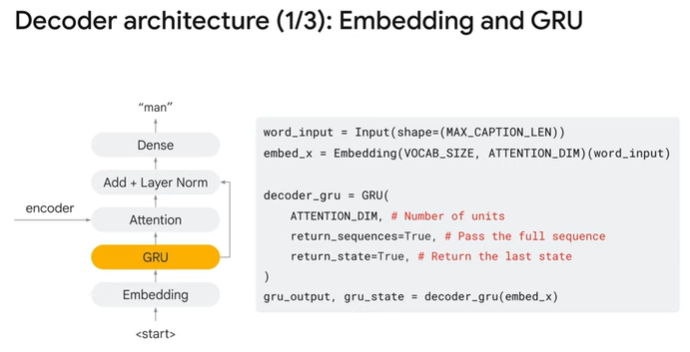 Decoder architecture (1/3): Embedding and GRU
"man"
Dense
Add + Layer Norm
encoder
Attention
GRU
Embedding
<start>
word_input = Input(shape=(MAX_CAPTION_LEN))
embed_x = Embedding(VOCAB_SIZE, ATTENTION_DIM)(word_input)
decoder_gru = GRU(
ATTENTION_DIM, # Number of units
return_sequences=True, # Pass the full sequence
return_state=True, # Return the last state
)
gru_output, gru_state = decoder_gru(embed_x)